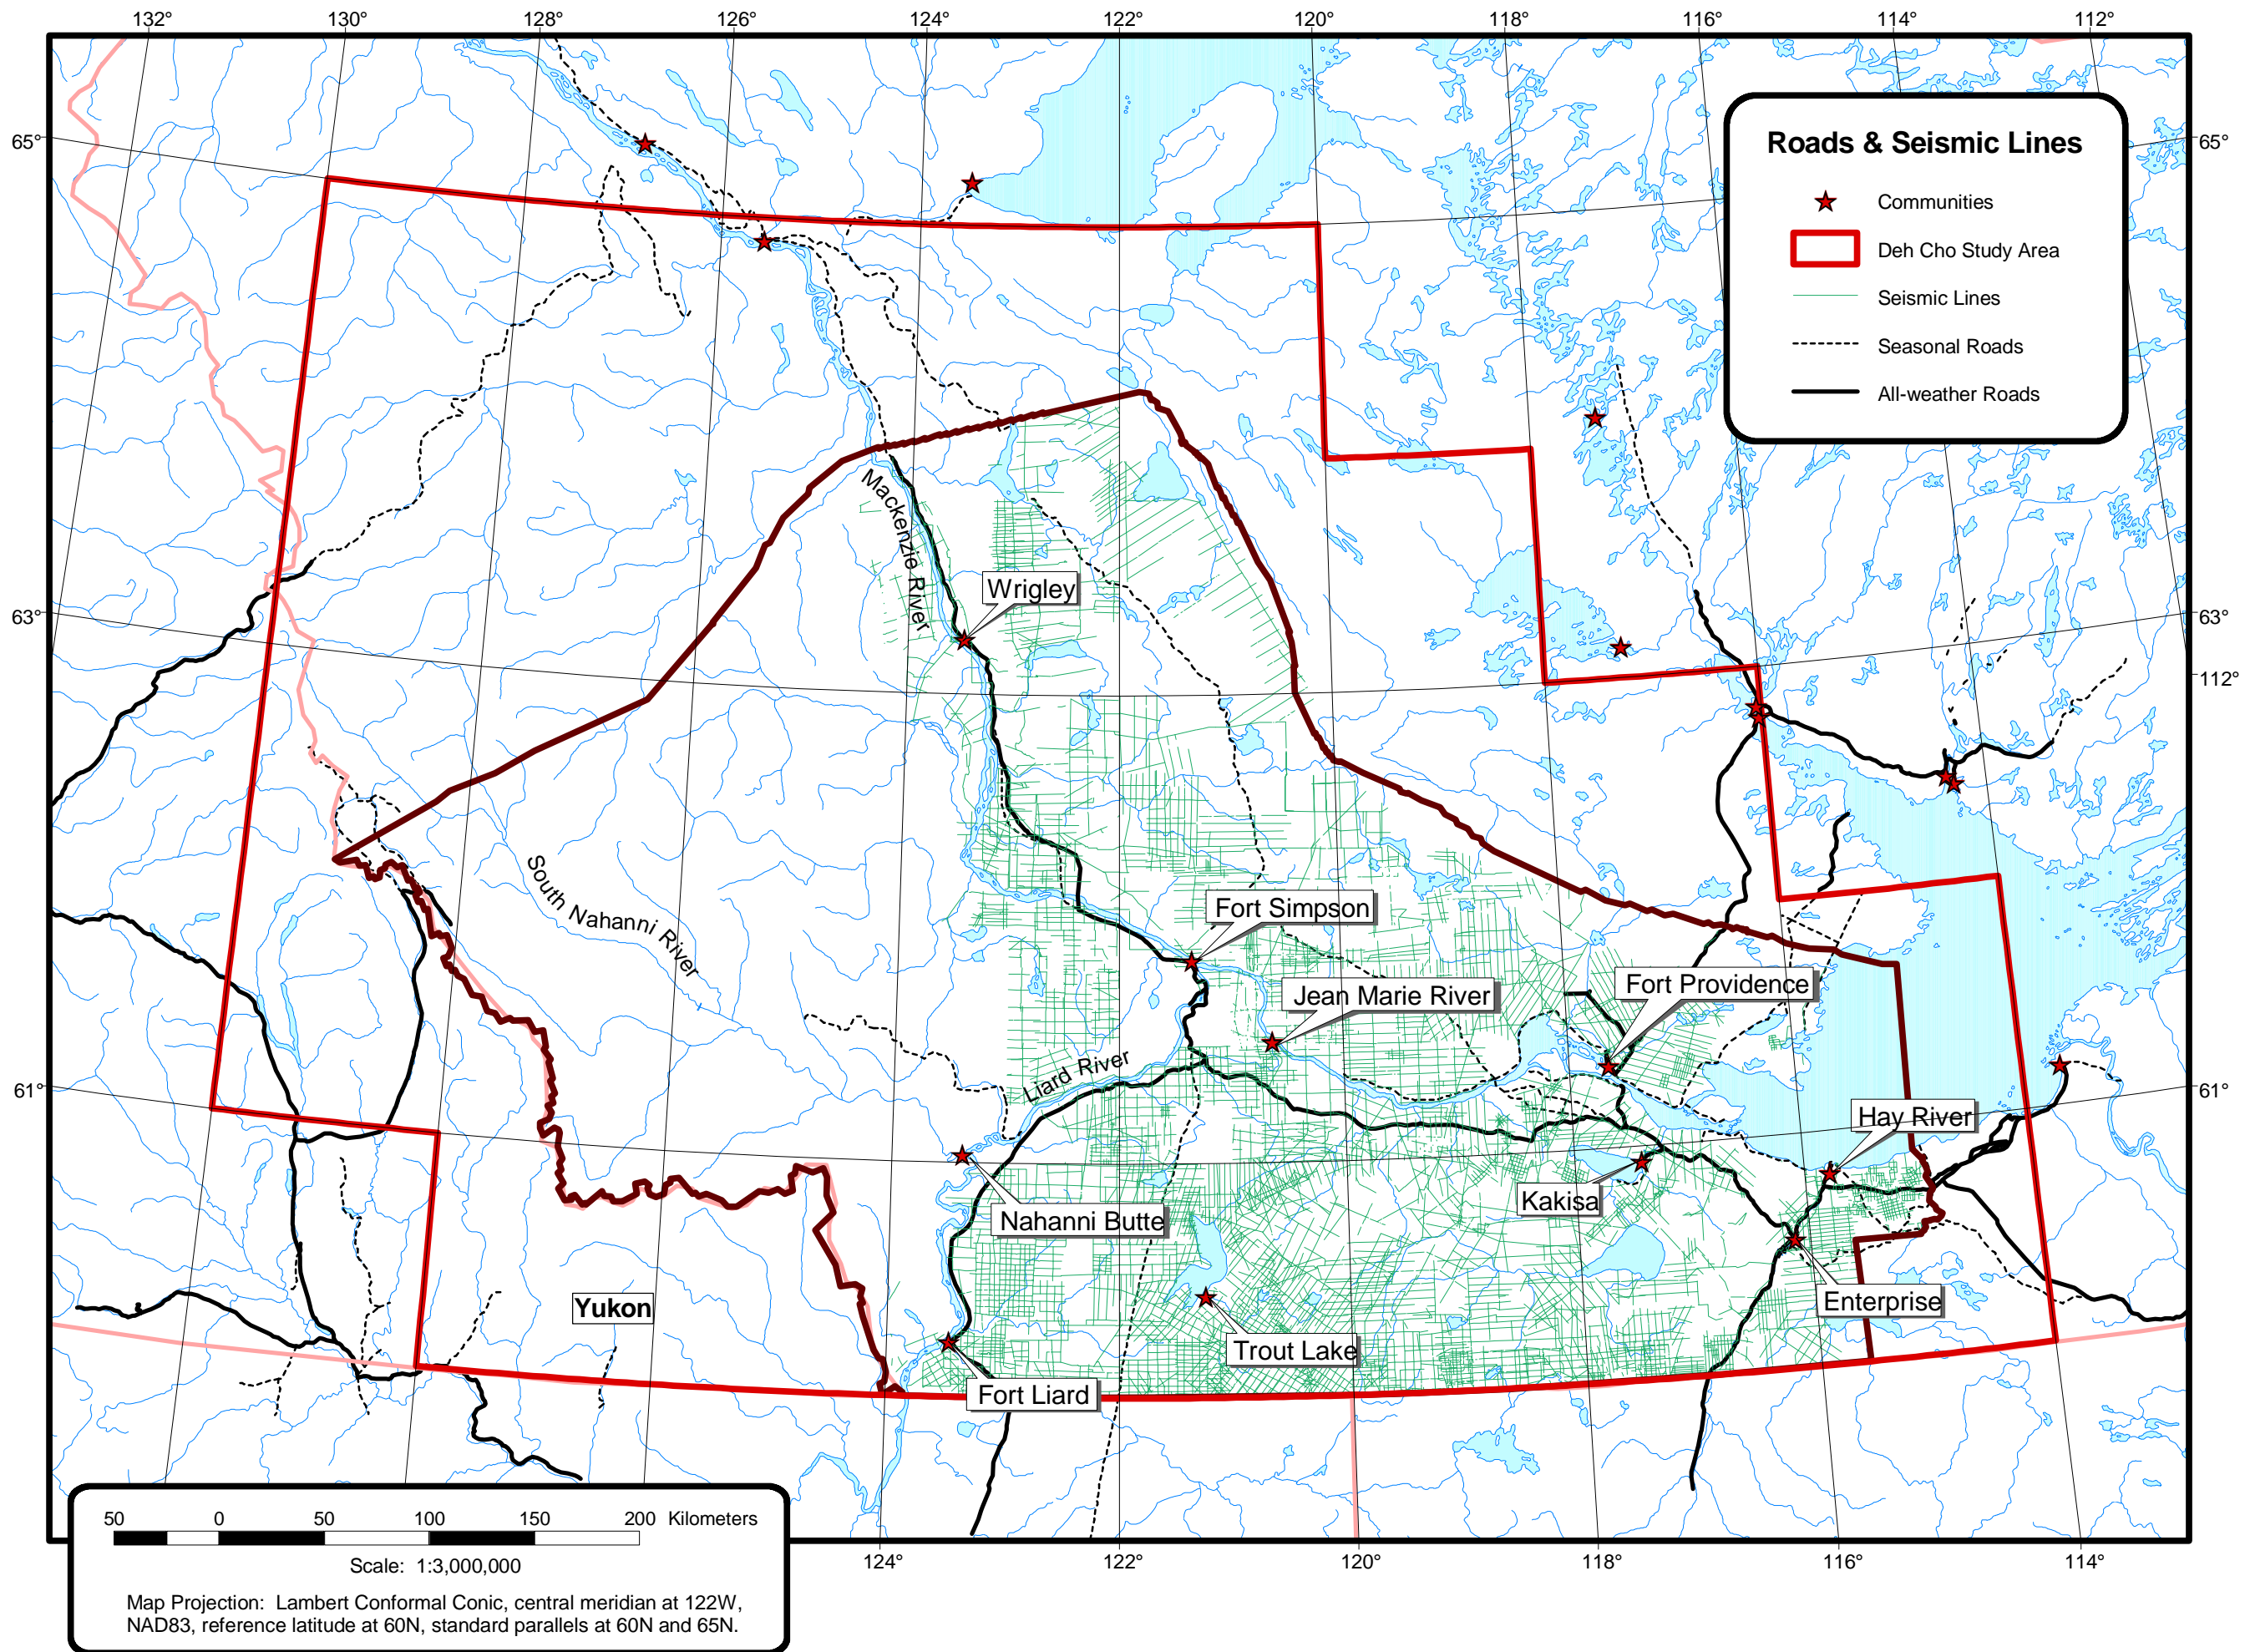 132°
130°
128°
126°
124°
122°
120°
118°
116°
114°
112°
65°
65°
Roads & Seismic Lines
Communities
Deh Cho Study Area
Seismic Lines
Seasonal Roads
All-weather Roads
Mackenzie River
Wrigley
63°
63°
112°
South Nahanni River
Fort Simpson
Jean Marie River
Fort Providence
Liard River
61°
61°
Hay River
Kakisa
Nahanni Butte
Yukon
Enterprise
Trout Lake
Fort Liard
50 0 50 100 150 200 Kilometers
Scale: 1:3,000,000
Map Projection: Lambert Conformal Conic, central meridian at 122W,
NAD83, reference latitude at 60N, standard parallels at 60N and 65N.
124°
122°
120°
118°
116°
114°